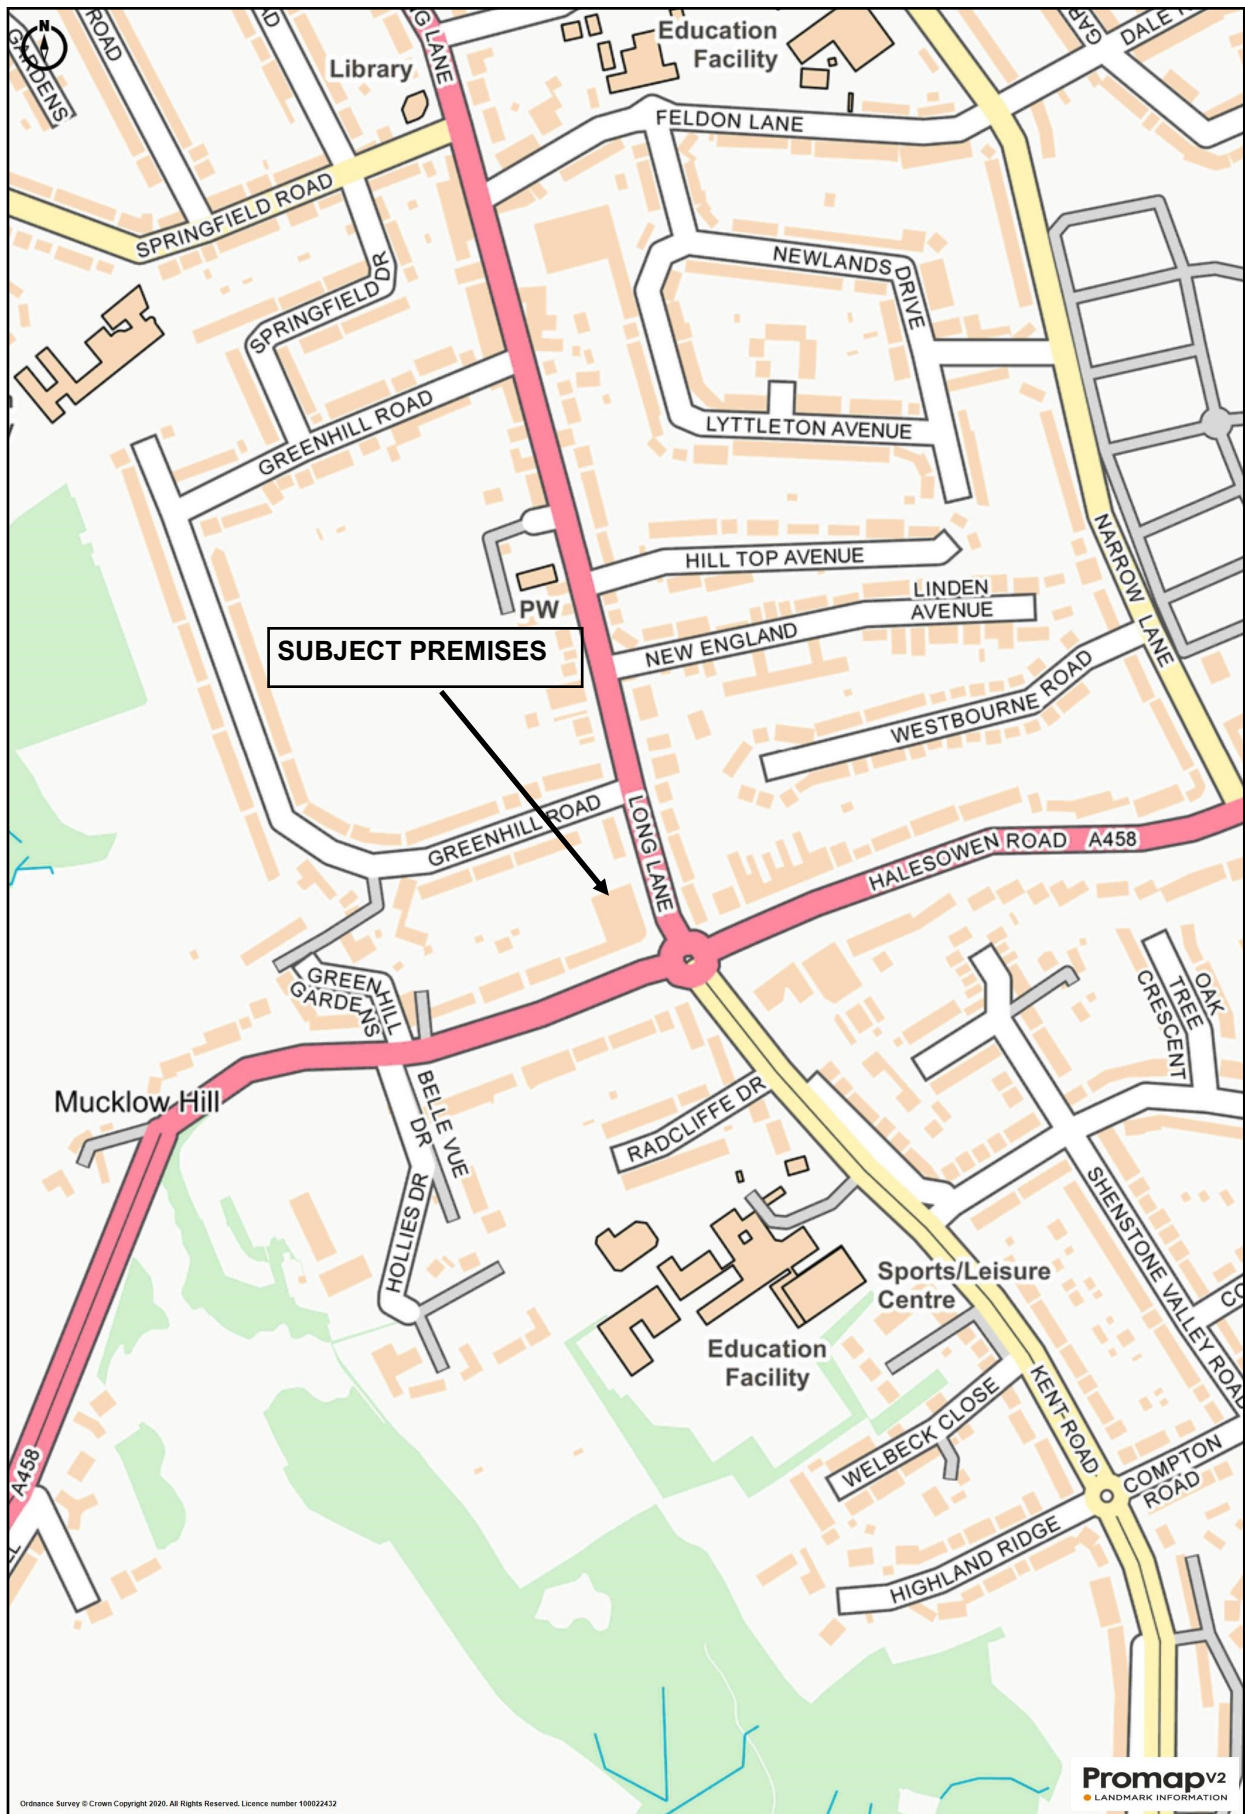 N
GARDENS
ROAD
NG LANE
Library
Education
Facility
GAR
DALE
FELDON LANE
SPRINGFIELD ROAD
SPRINGFIELD DR
NEWLANDS DRIVE
GREENHILL ROAD
LYTTLETON AVENUE
HILL TOP AVENUE
LINDEN
AVENUE
NARROW LANE
PW
NEW ENGLAND
SUBJECT PREMISES
WESTBOURNE ROAD
LONG LANE
GREENHILL ROAD
HALESOWEN ROAD A458
GREENHILL
GARDENS
OAK
TREE
CRESCENT
Mucklow Hill
BELLE VUE
DR
RADCLIFFE DR
HOLLIES DR
SHENSTONE VALLEY ROAD
Sports/Leisure
Centre
CO
Education
Facility
KENT ROAD
WELBECK CLOSE
A458
COMPTON
ROAD
HIGHLAND RIDGE
Promap V2
LANDMARK INFORMATION
Ordnance Survey © Crown Copyright 2020. All Rights Reserved. Licence number 100022432